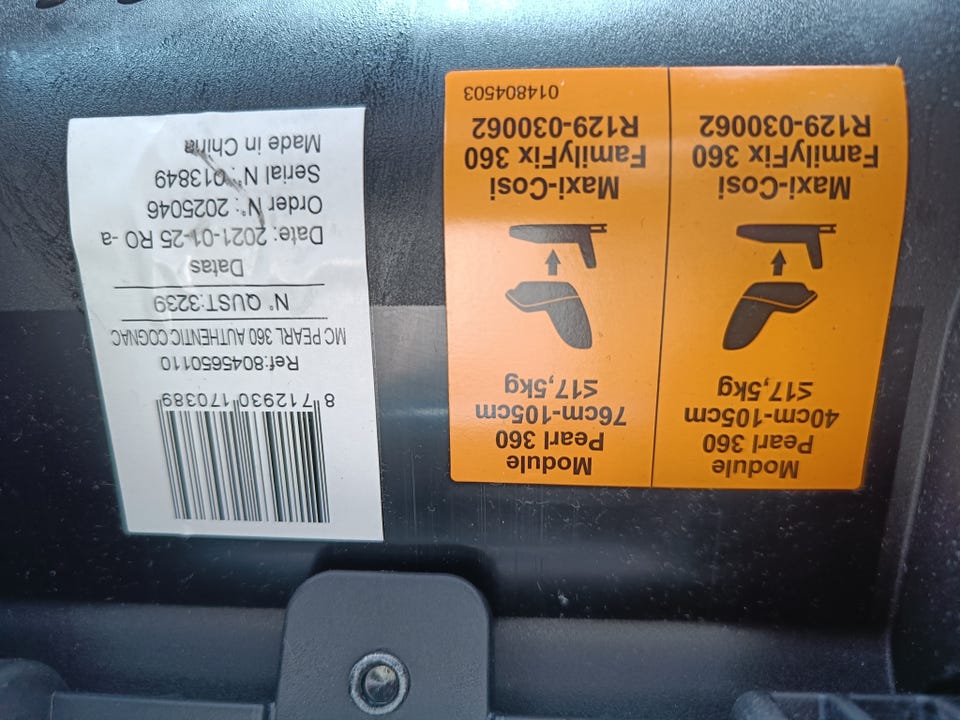 8 712930 170389
Ref:8045650110
MC PEARL 360 AUTHENTIC COGNAC
N° QUST:3239
Datas
Date: 2021-01-25 RO -a
Order N°: 2025046
Serial N°: 013849
Made in China
Module
Pearl 360
40cm-105cm
≤17,5kg
Maxi-Cosi
FamilyFix 360
R129-030062
Module
Pearl 360
76cm-105cm
≤17,5kg
Maxi-Cosi
FamilyFix 360
R129-030062
014804503